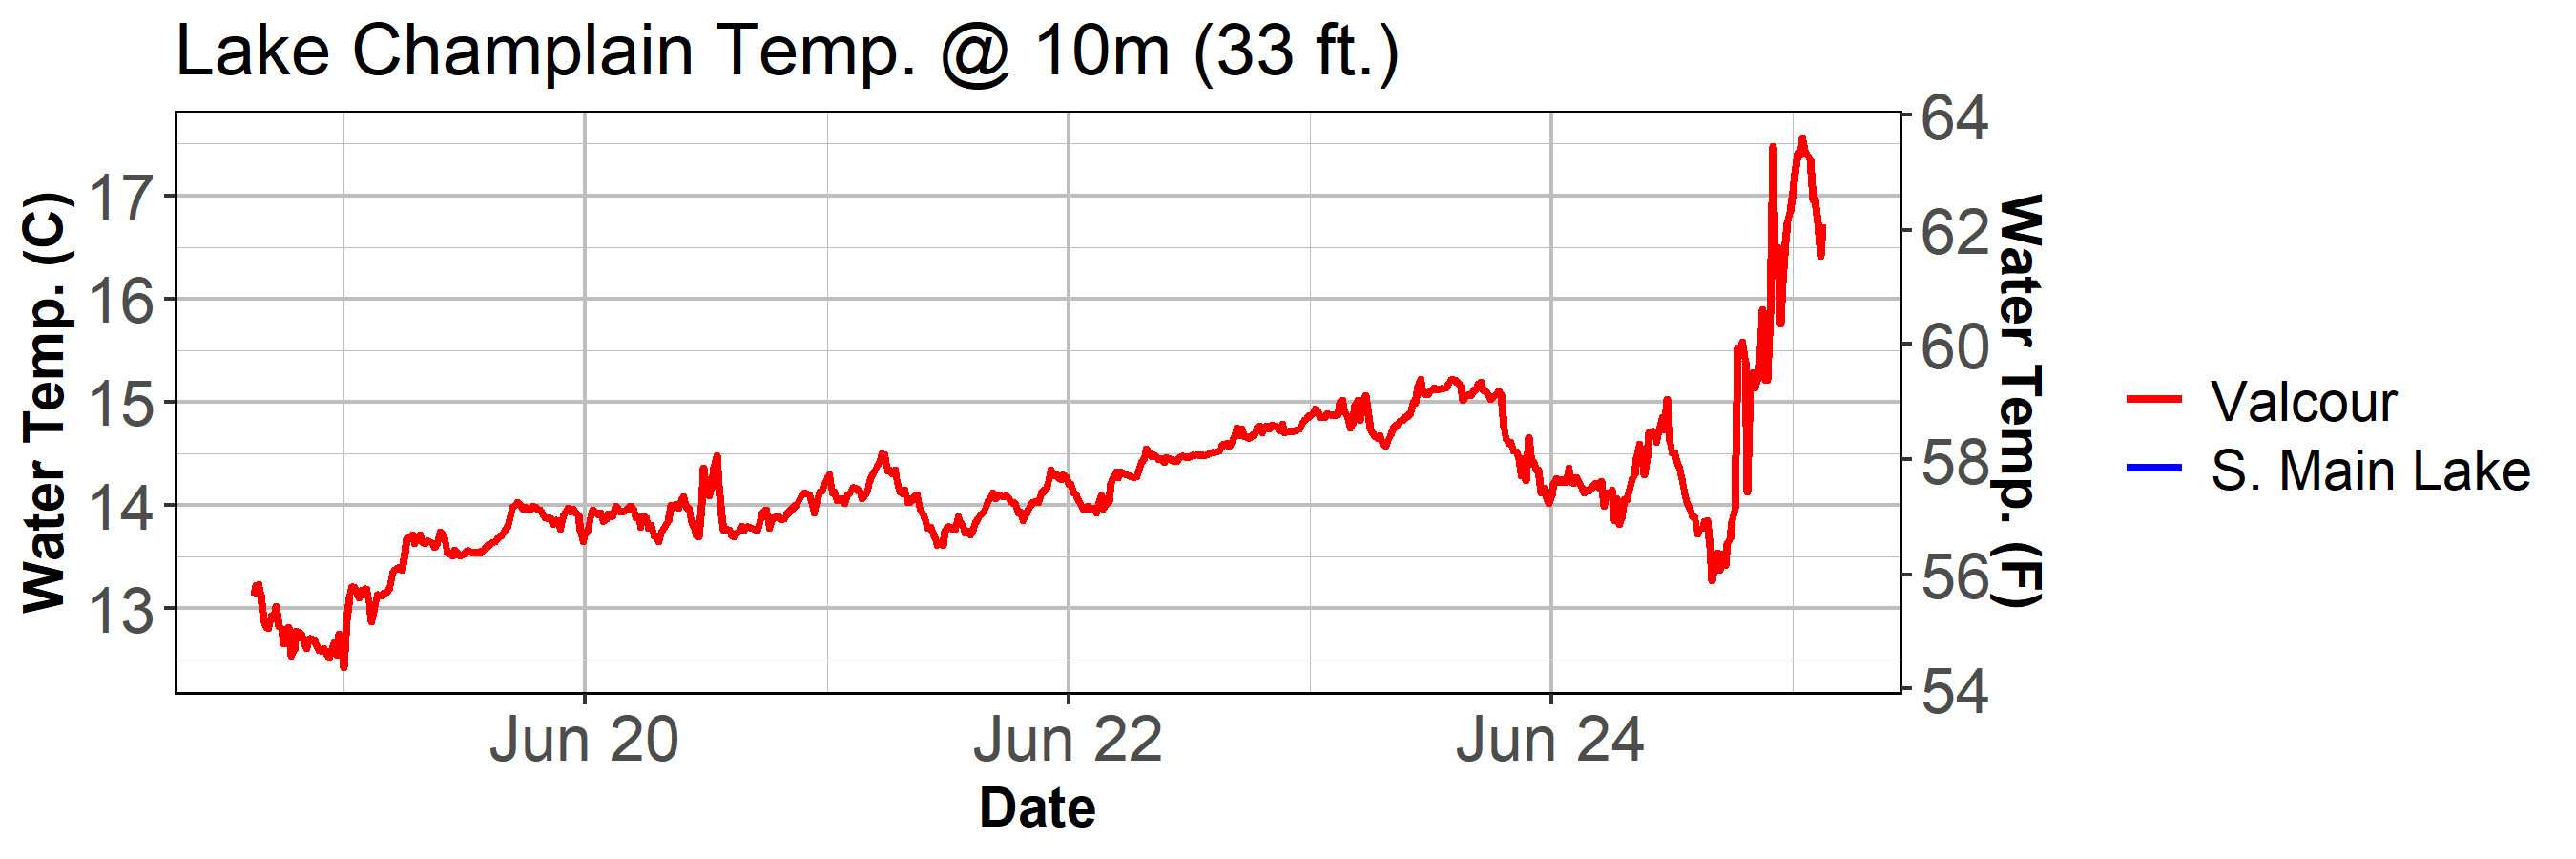 Lake Champlain Temp. @ 10m (33 ft.)
Water Temp. (C)
17
16
15
14
13
64
62
60
58
56
54
Water Temp. (F)
Jun 20
Jun 22
Jun 24
Date
Valcour
S. Main Lake